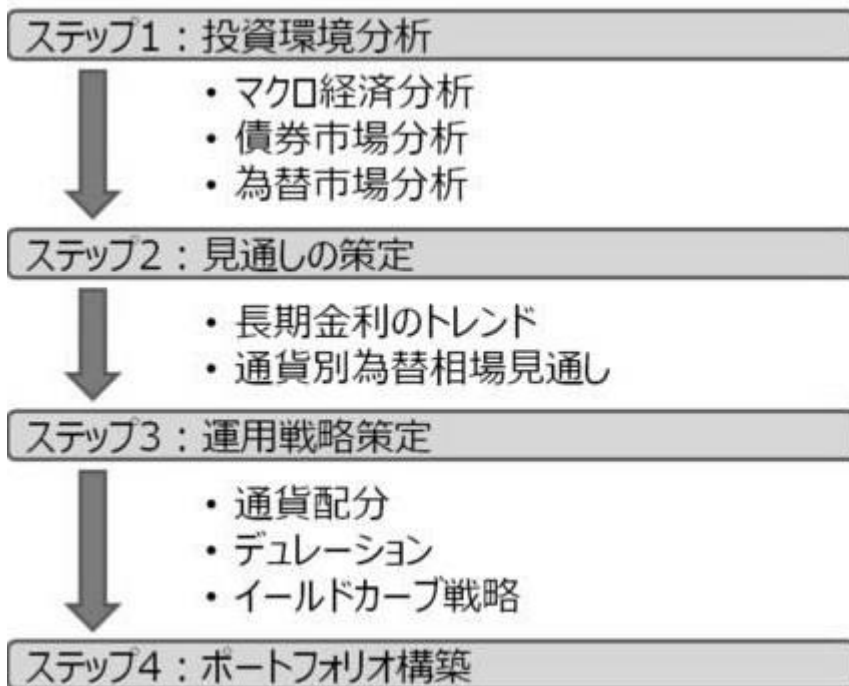 ステップ1：投資環境分析
・マクロ経済分析
・債券市場分析
・為替市場分析
ステップ2：見通しの策定
・長期金利のトレンド
・通貨別為替相場見通し
ステップ3：運用戦略策定
・通貨配分
・デュレーション
・イールドカーブ戦略
ステップ4：ポートフォリオ構築